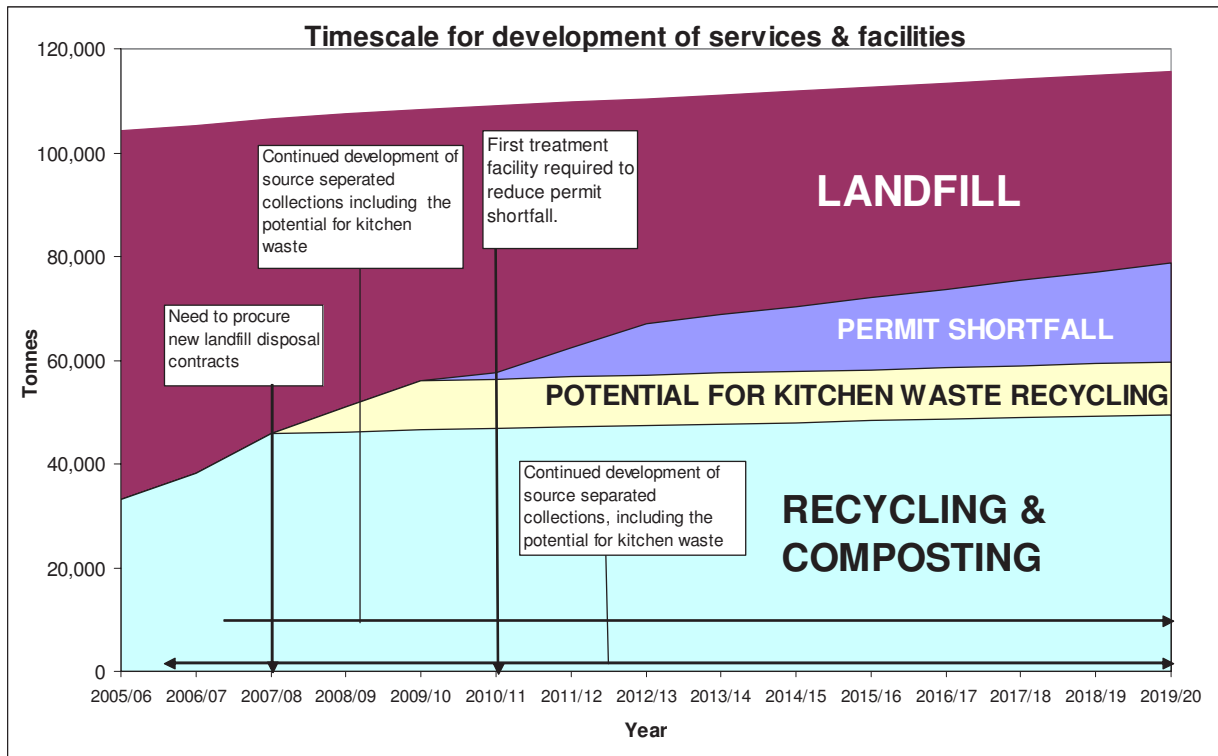 Timescale for development of services & facilities
120,000
100,000
80,000
60,000
40,000
20,000
0
Tonnes
Continued development of
source seperated
collections including the
potential for kitchen
waste
First treatment
facility required to
reduce permit
shortfall.
LANDFILL
Need to procure
new landfill disposal
contracts
PERMIT SHORTFALL
POTENTIAL FOR KITCHEN WASTE RECYCLING
Continued development of
source separated
collections, including the
potential for kitchen waste
RECYCLING &
COMPOSTING
2005/06 2006/07 2007/08 2008/09 2009/10 2010/11 2011/12 2012/13 2013/14 2014/15 2015/16 2016/17 2017/18 2018/19 2019/20
Year